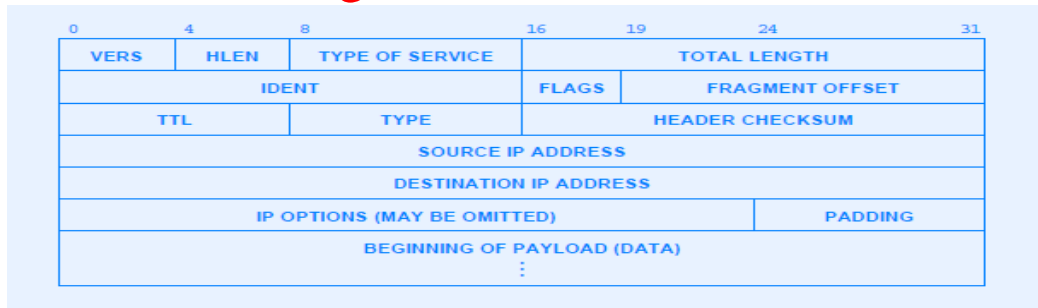 0 4 8 16 19 24 31
VERS HLEN TYPE OF SERVICE TOTAL LENGTH
IDENT FLAGS FRAGMENT OFFSET
TTL TYPE HEADER CHECKSUM
SOURCE IP ADDRESS
DESTINATION IP ADDRESS
IP OPTIONS (MAY BE OMITTED) PADDING
BEGINNING OF PAYLOAD (DATA)
⋮